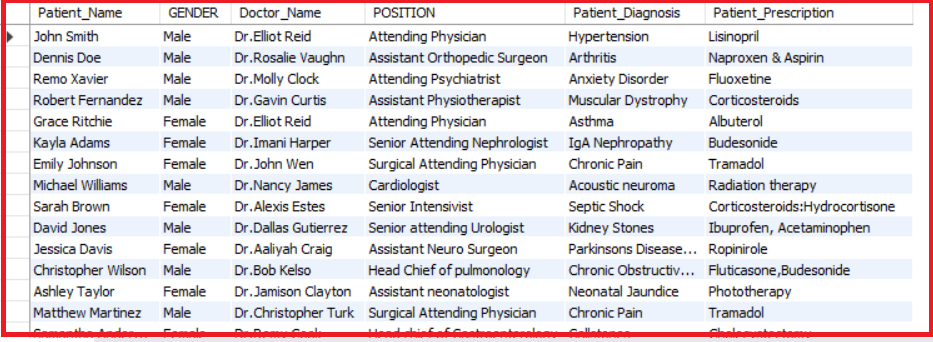 Patient_Name GENDER Doctor_Name POSITION Patient_Diagnosis Patient_Prescription
John Smith Male Dr.Elliot Reid Attending Physician Hypertension Lisinopril
Dennis Doe Male Dr.Rosalie Vaughn Assistant Orthopedic Surgeon Arthritis Naproxen & Aspirin
Remo Xavier Male Dr.Molly Clock Attending Psychiatrist Anxiety Disorder Fluoxetine
Robert Fernandez Male Dr.Gavin Curtis Assistant Physiotherapist Muscular Dystrophy Corticosteroids
Grace Ritchie Female Dr.Elliot Reid Attending Physician Asthma Albuterol
Kayla Adams Female Dr.Imani Harper Senior Attending Nephrologist IgA Nephropathy Budesonide
Emily Johnson Female Dr.John Wen Surgical Attending Physician Chronic Pain Tramadol
Michael Williams Male Dr.Nancy James Cardiologist Acoustic neuroma Radiation therapy
Sarah Brown Female Dr.Alexis Estes Senior Intensivist Septic Shock Corticosteroids:Hydrocortisone
David Jones Male Dr.Dallas Gutierrez Senior attending Urologist Kidney Stones Ibuprofen, Acetaminophen
Jessica Davis Female Dr.Aaliyah Craig Assistant Neuro Surgeon Parkinsons Disease... Ropinirole
Christopher Wilson Male Dr.Bob Kelso Head Chief of pulmonology Chronic Obstructiv... Fluticasone,Budesonide
Ashley Taylor Female Dr.Jamison Clayton Assistant neonatologist Neonatal Jaundice Phototherapy
Matthew Martinez Male Dr.Christopher Turk Surgical Attending Physician Chronic Pain Tramadol